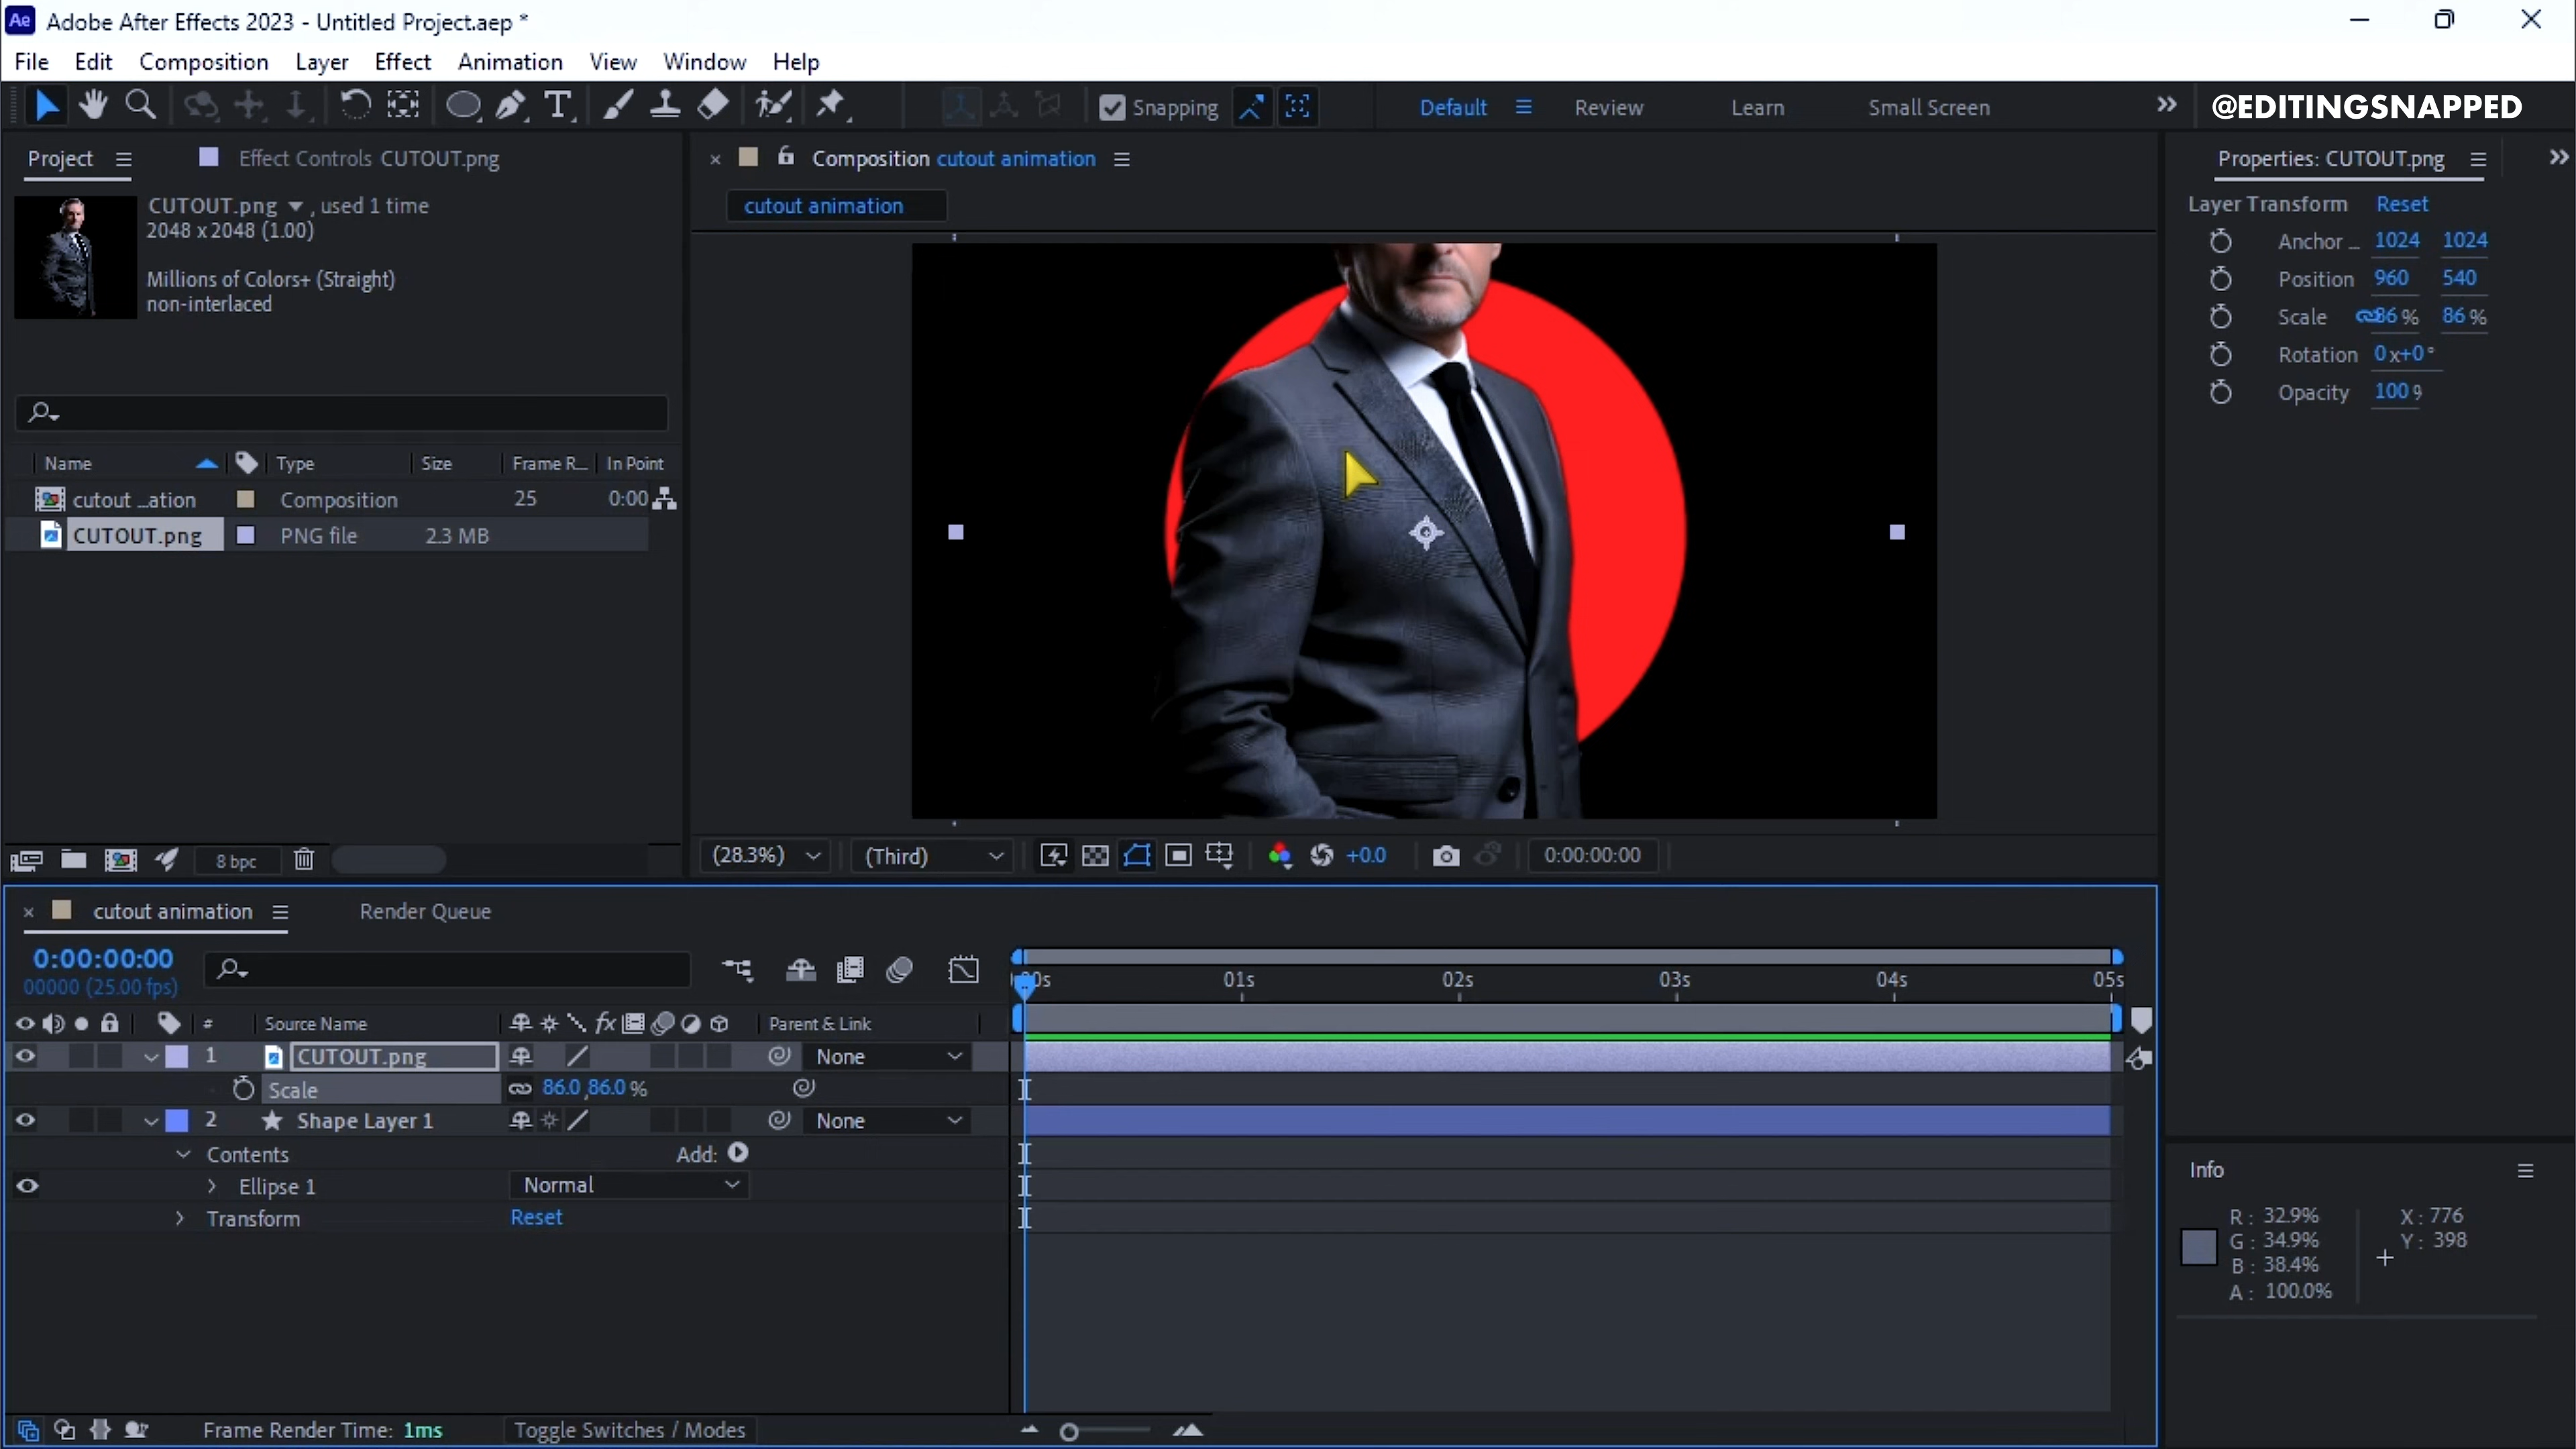 Ae Adobe After Effects 2023 - Untitled Project.aep *
File Edit Composition Layer Effect Animation View Window Help
T Snapping Default Review Learn Small Screen @EDITINGSNAPPED
Project Effect Controls CUTOUT.png
CUTOUT.png , used 1 time
2048 x 2048 (1.00)
Millions of Colors+ (Straight)
non-interlaced
Name Type Size Frame R... In Point
cutout ...ation Composition 25 0:00
CUTOUT.png PNG file 2.3 MB
8 bpc
Composition cutout animation
cutout animation
(28.3%) (Third) +0.0 0:00:00:00
Properties: CUTOUT.png
Layer Transform Reset
Anchor ... 1024 1024
Position 960 540
Scale 86 % 86 %
Rotation 0x+0°
Opacity 100
cutout animation Render Queue
0:00:00:00
00000 (25.00 fps)
01s 02s 03s 04s 05s
# Source Name fx Parent & Link
1 CUTOUT.png None
Scale 86.0,86.0 %
2 Shape Layer 1 None
Contents Add:
Ellipse 1 Normal
Transform Reset
Frame Render Time: 1ms Toggle Switches / Modes
Info
R : 32.9% X : 776
G : 34.9% Y : 398
B : 38.4%
A : 100.0%